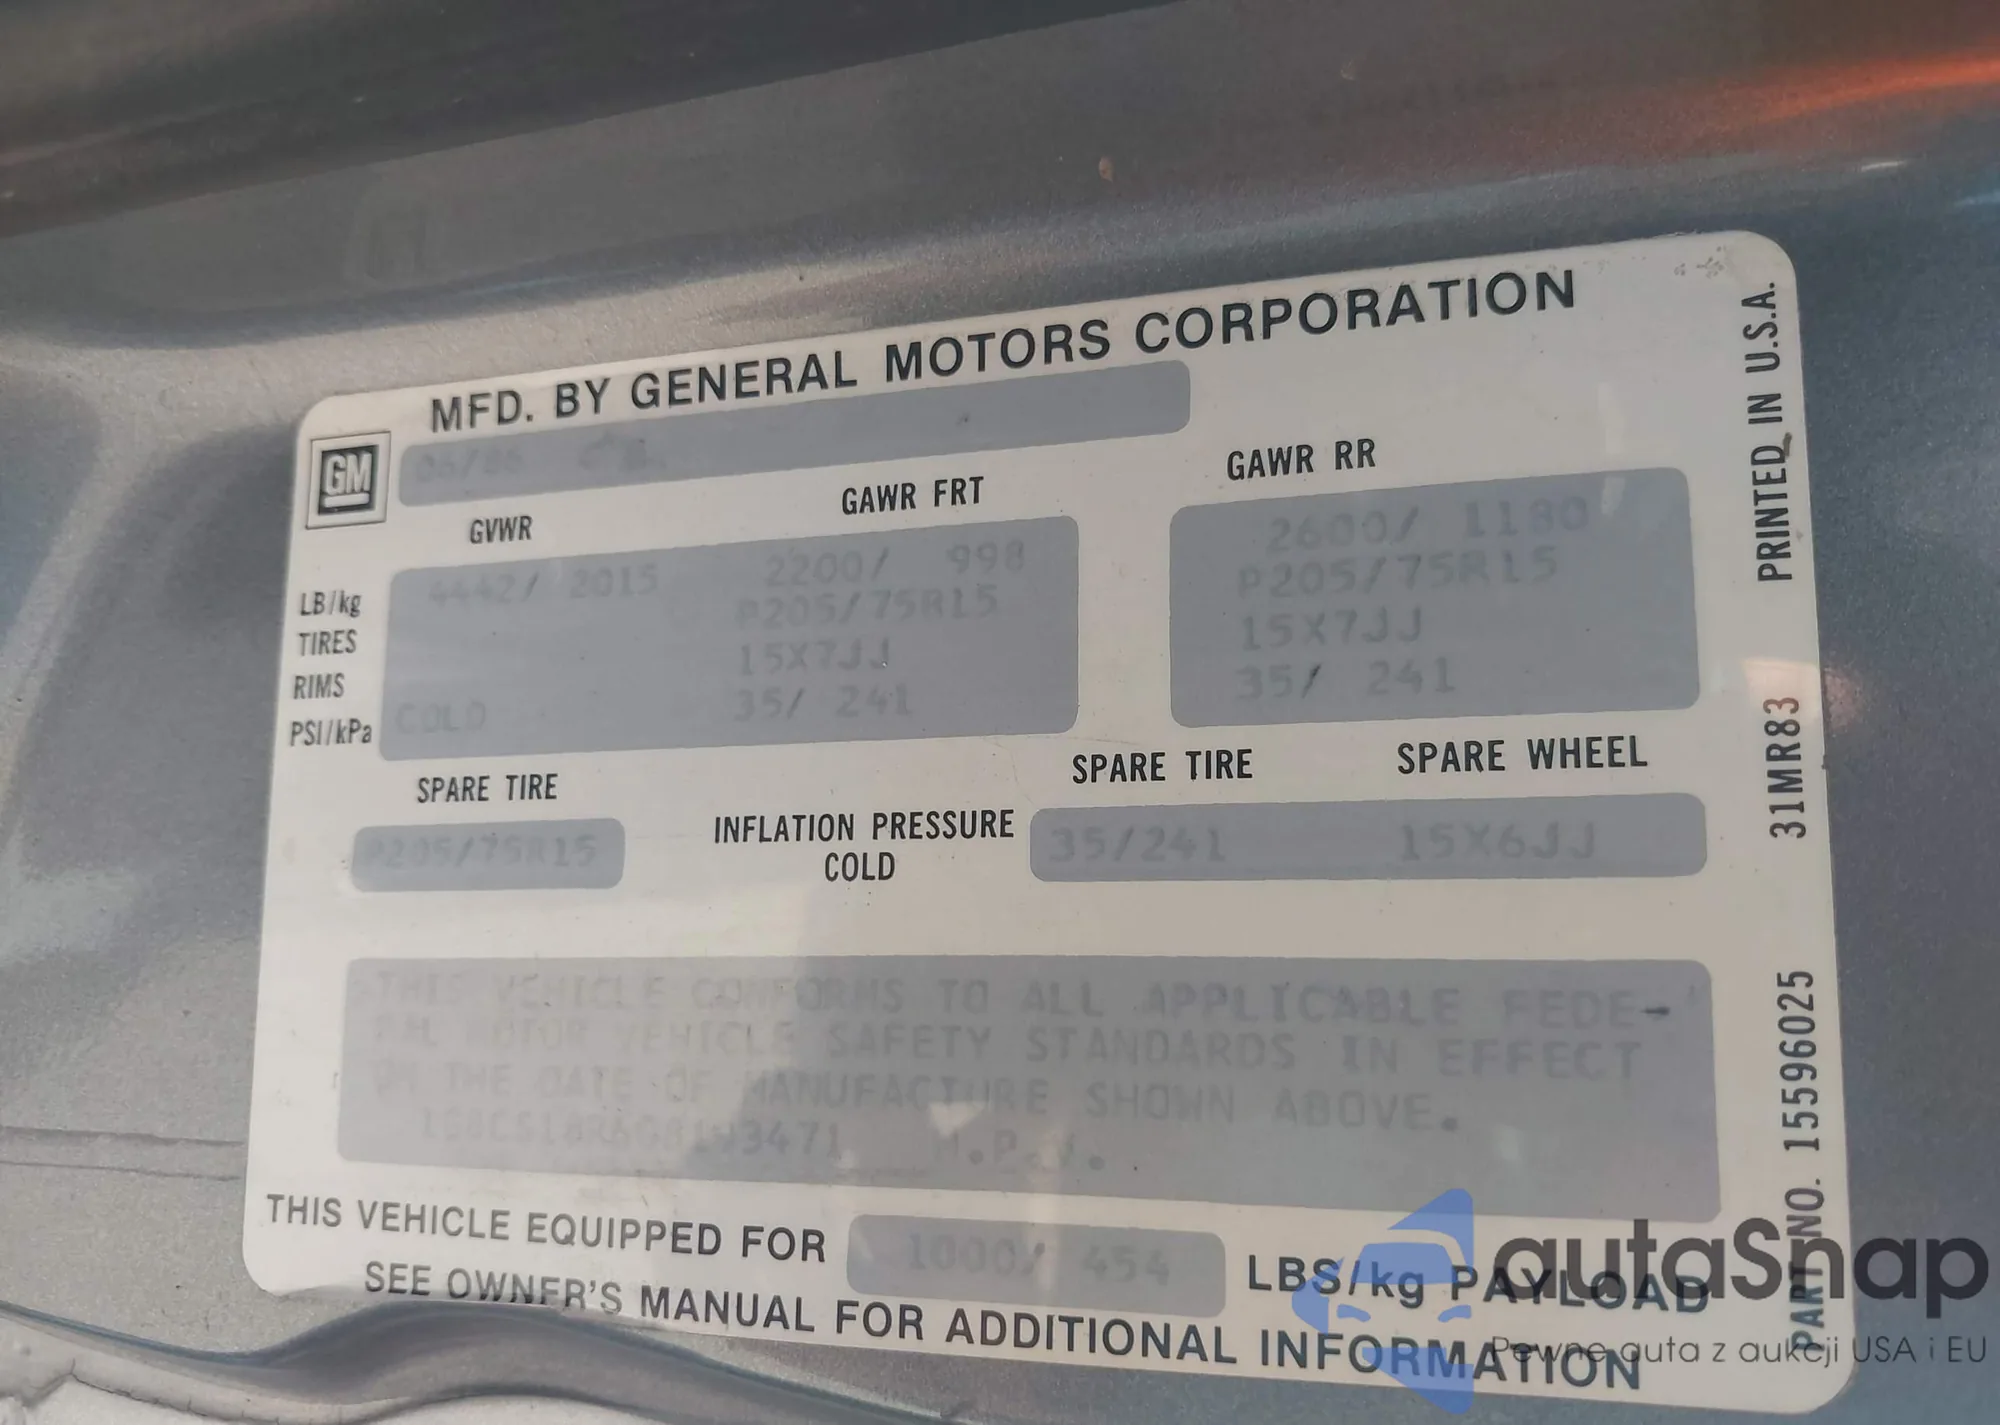 MFD. BY GENERAL MOTORS CORPORATION
GM
06/86
GVWR GAWR FRT GAWR RR
LB/kg 4442/ 2015 2200/ 998 2600/ 1180
TIRES P205/75R15 P205/75R15
RIMS 15X7JJ 15X7JJ
PSI/kPa COLD 35/ 241 35/ 241
SPARE TIRE SPARE TIRE SPARE WHEEL
P205/75R15 INFLATION PRESSURE COLD 35/241 15X6JJ
THIS VEHICLE CONFORMS TO ALL APPLICABLE FEDE-
RAL MOTOR VEHICLE SAFETY STANDARDS IN EFFECT
ON THE DATE OF MANUFACTURE SHOWN ABOVE.
M.P.V.
THIS VEHICLE EQUIPPED FOR 1000/ 454 LBS/kg PAYLOAD
SEE OWNER'S MANUAL FOR ADDITIONAL INFORMATION
PART NO. 15596025 31MR83 PRINTED IN U.S.A.
autaSnap
Pewne auta z aukcji USA i EU